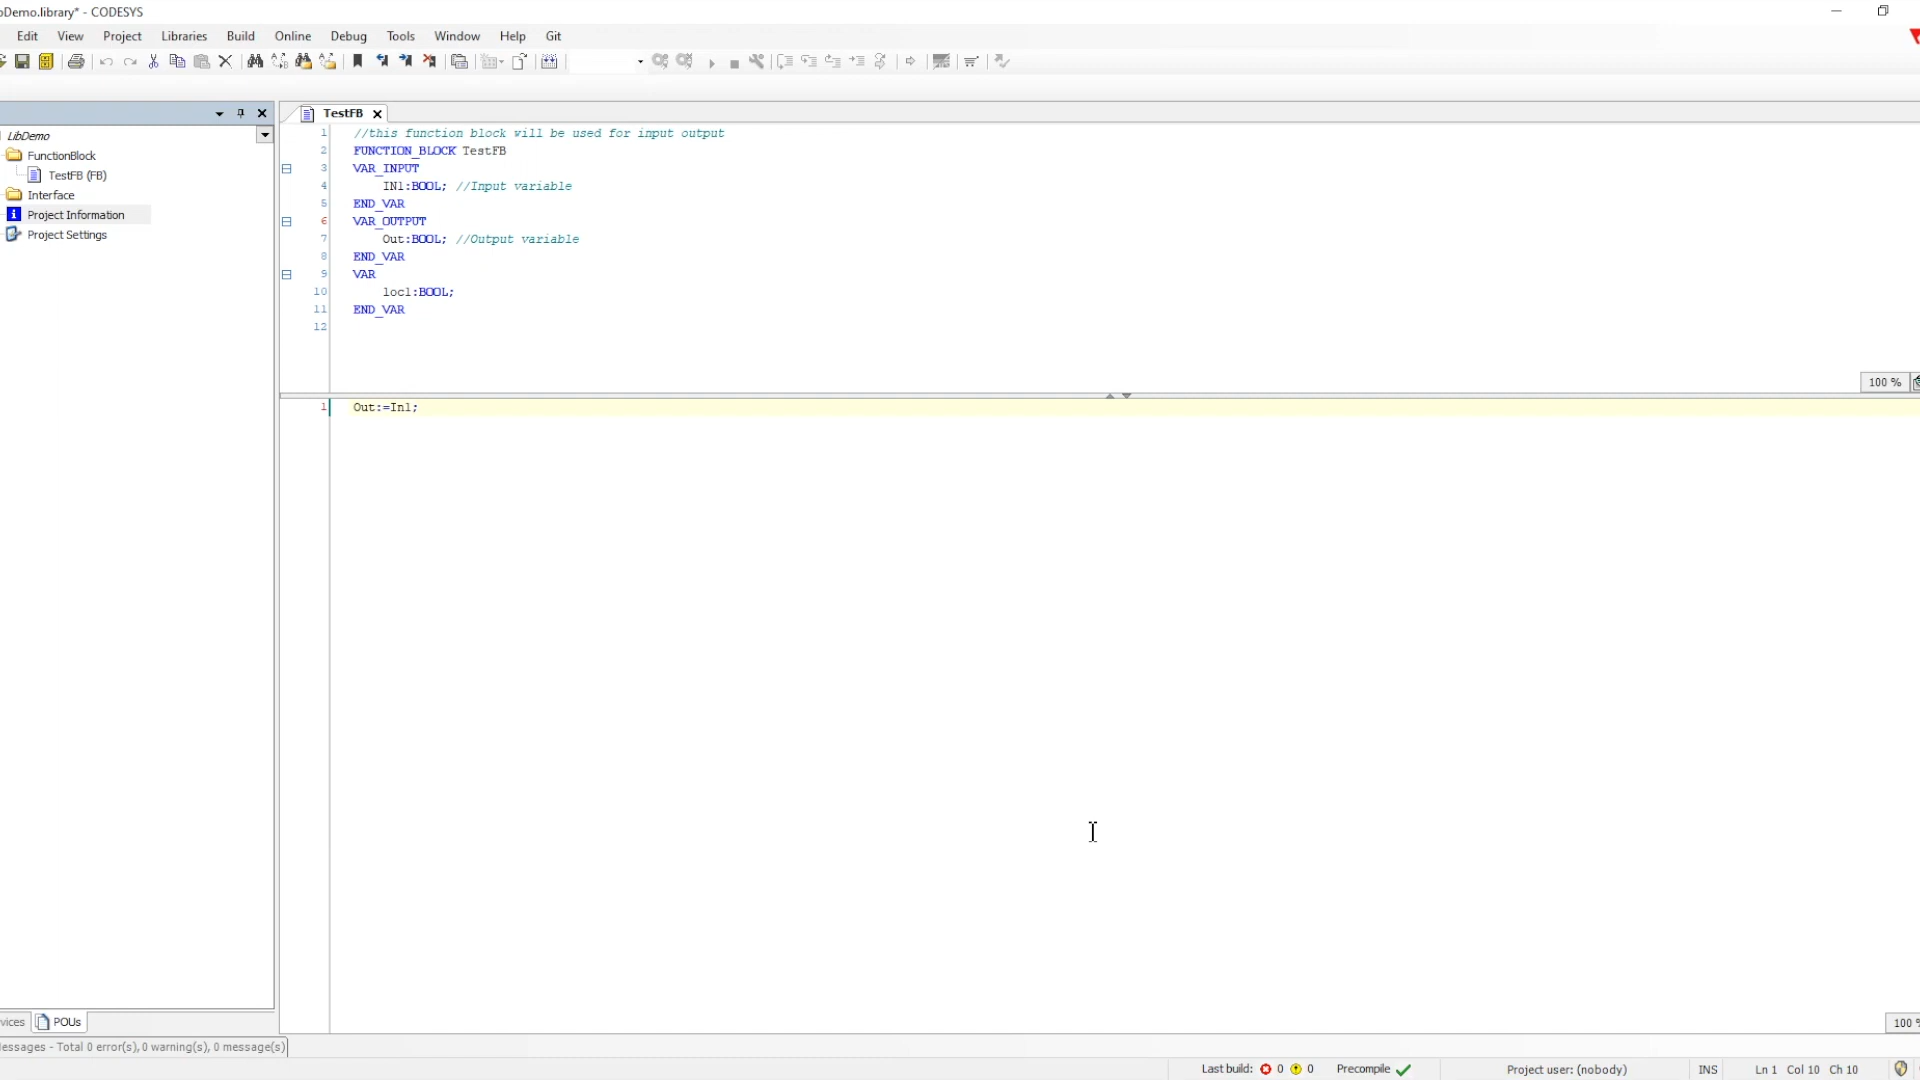 bDemo.library* - CODESYS
Edit View Project Libraries Build Online Debug Tools Window Help Git
TestFB
LibDemo
FunctionBlock
TestFB (FB)
Interface
Project Information
Project Settings
1 //this function block will be used for input output
2 FUNCTION_BLOCK TestFB
3 VAR_INPUT
4 IN1:BOOL; //Input variable
5 END_VAR
6 VAR_OUTPUT
7 Out:BOOL; //Output variable
8 END_VAR
9 VAR
10 loc1:BOOL;
11 END_VAR
12
100 %
1 Out:=In1;
100 %
vices POUs
essages - Total 0 error(s), 0 warning(s), 0 message(s)
Last build: 0 0 Precompile Project user: (nobody) INS Ln 1 Col 10 Ch 10